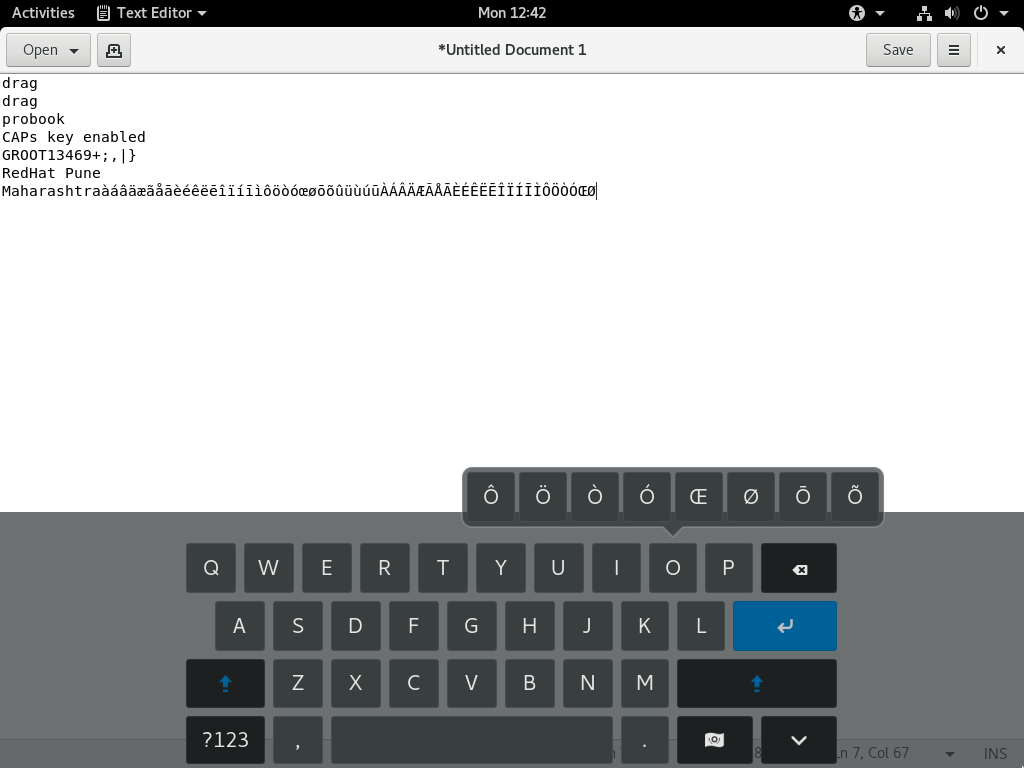 Activities Text Editor Mon 12:42
Open *Untitled Document 1 Save
drag
drag
probook
CAPs key enabled
GROOT13469+;,|}
RedHat Pune
MaharashtraàáâäæãåāèéêëēîïíīìôöòóœøōõûüùúūÀÁÂÄÆÃÅĀÈÉÊËĒÎÏÍĪÌÔÖÒÓŒØ
Ô Ö Ò Ó Œ Ø Ō Õ
Q W E R T Y U I O P
A S D F G H J K L
Z X C V B N M
?123 , .
Ln 7, Col 67 INS